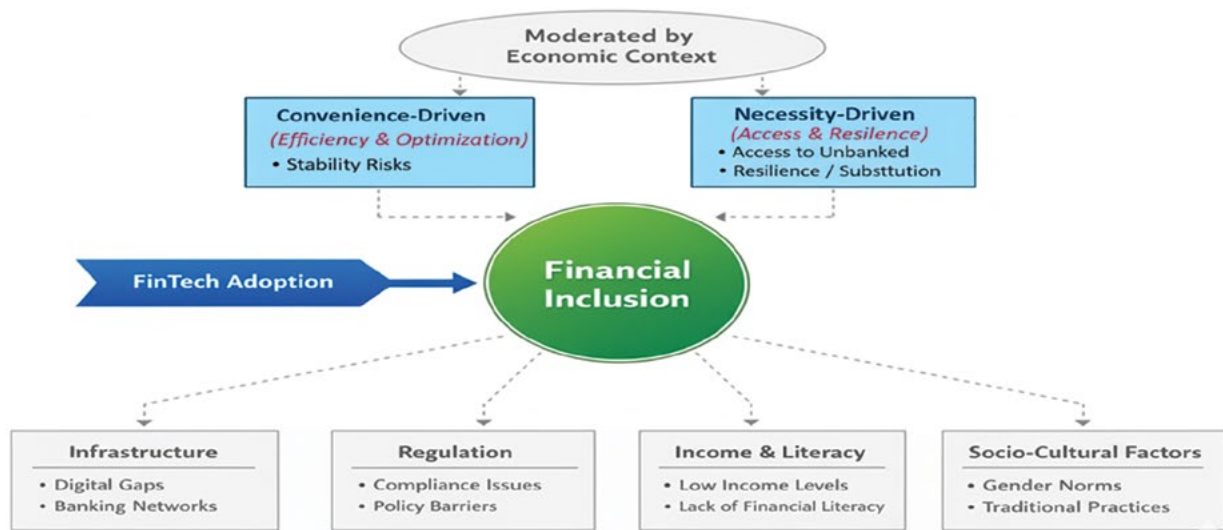 Moderated by
Economic Context
Convenience-Driven
(Efficiency & Optimization)
• Stability Risks
Necessity-Driven
(Access & Resilence)
• Access to Unbanked
• Resilience / Substtution
FinTech Adoption
Financial
Inclusion
Infrastructure
• Digital Gaps
• Banking Networks
Regulation
• Compliance Issues
• Policy Barriers
Income & Literacy
• Low Income Levels
• Lack of Financial Literacy
Socio-Cultural Factors
• Gender Norms
• Traditional Practices